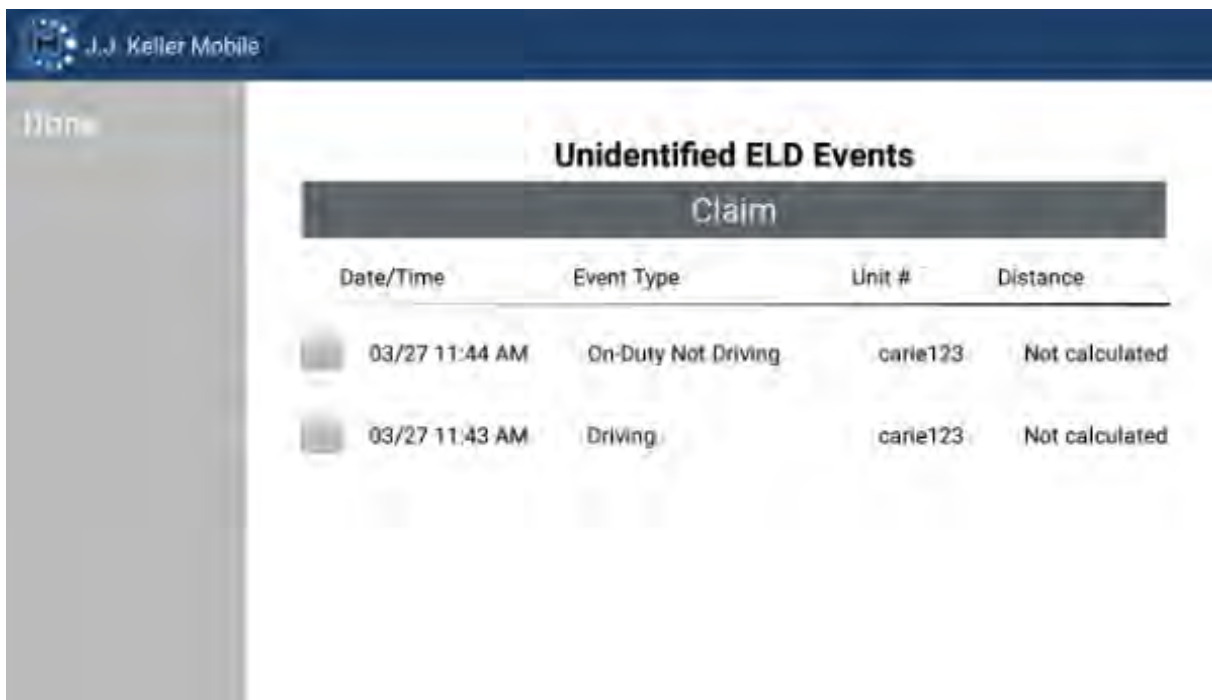 J.J. Keller Mobile
Done
Unidentified ELD Events
Claim
Date/Time Event Type Unit # Distance
03/27 11:44 AM On-Duty Not Driving carie123 Not calculated
03/27 11:43 AM Driving carie123 Not calculated